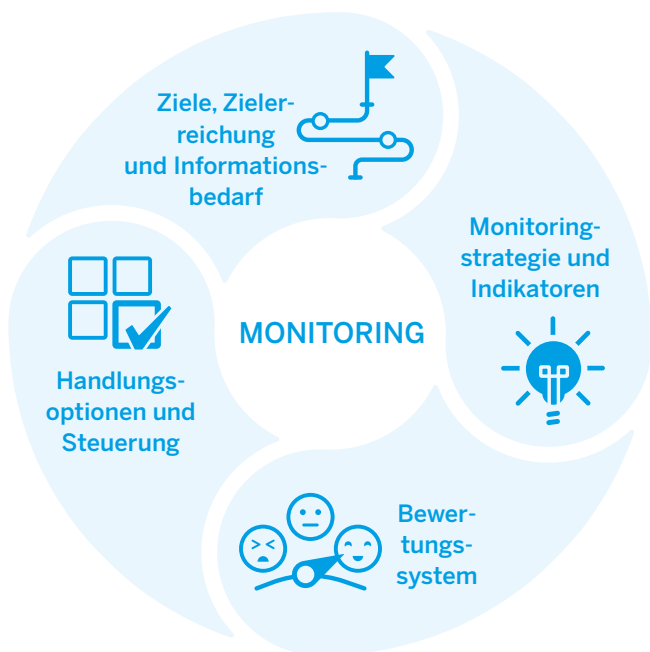 Ziele, Zieler-
reichung
und Informations-
bedarf
Monitoring-
strategie und
Indikatoren
MONITORING
Handlungs-
optionen und
Steuerung
Bewer-
tungs-
system